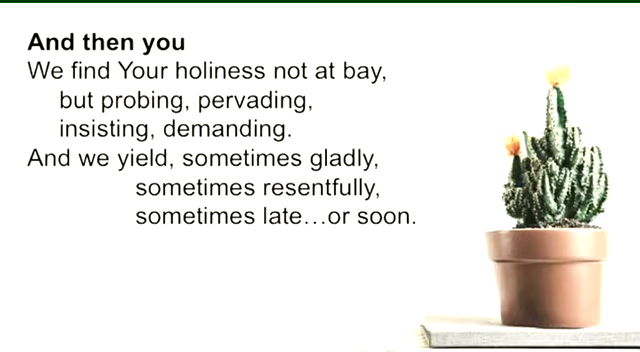 And then you
We find Your holiness not at bay,
but probing, pervading,
insisting, demanding.
And we yield, sometimes gladly,
sometimes resentfully,
sometimes late…or soon.